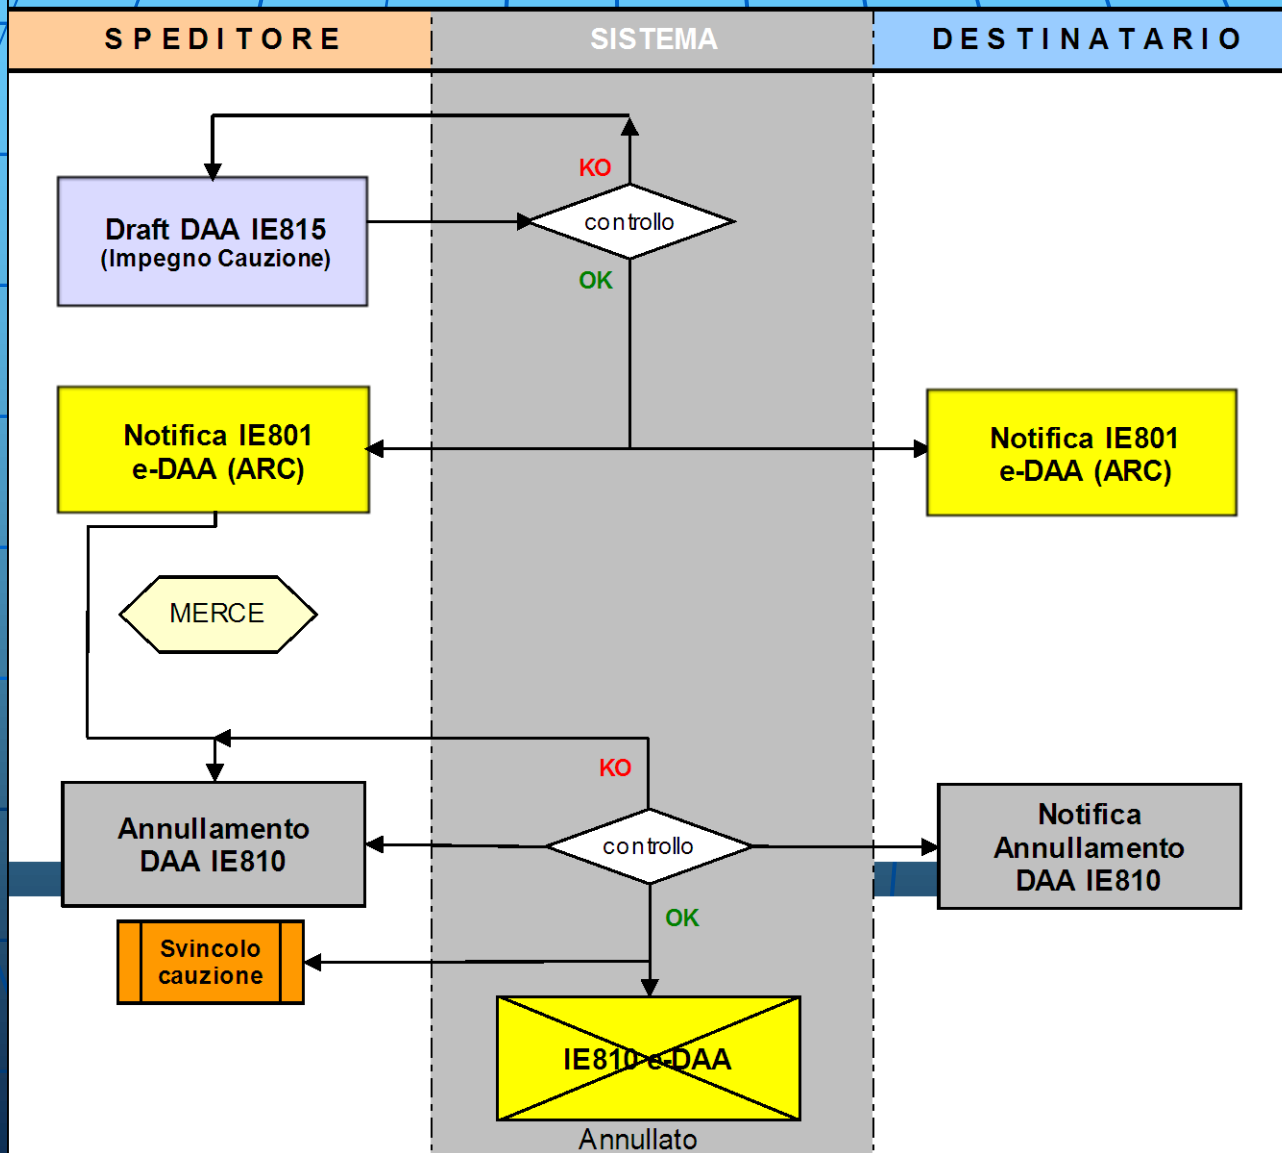 SPEDITORE
SISTEMA
DESTINATARIO
KO
controllo
Draft DAA IE815
(Impegno Cauzione)
OK
Notifica IE801
e-DAA (ARC)
Notifica IE801
e-DAA (ARC)
MERCE
KO
Annullamento
DAA IE810
controllo
Notifica
Annullamento
DAA IE810
OK
Svincolo
cauzione
IE810 e-DAA
Annullato